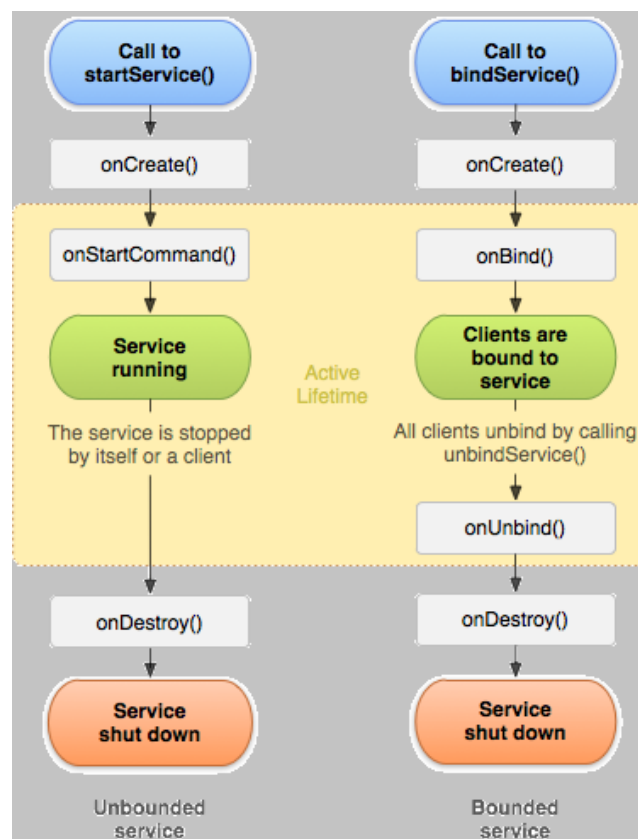 Call to
startService()
onCreate()
onStartCommand()
Service
running
The service is stopped
by itself or a client
onDestroy()
Service
shut down
Unbounded
service
Active
Lifetime
Call to
bindService()
onCreate()
onBind()
Clients are
bound to
service
All clients unbind by calling
unbindService()
onUnbind()
onDestroy()
Service
shut down
Bounded
service